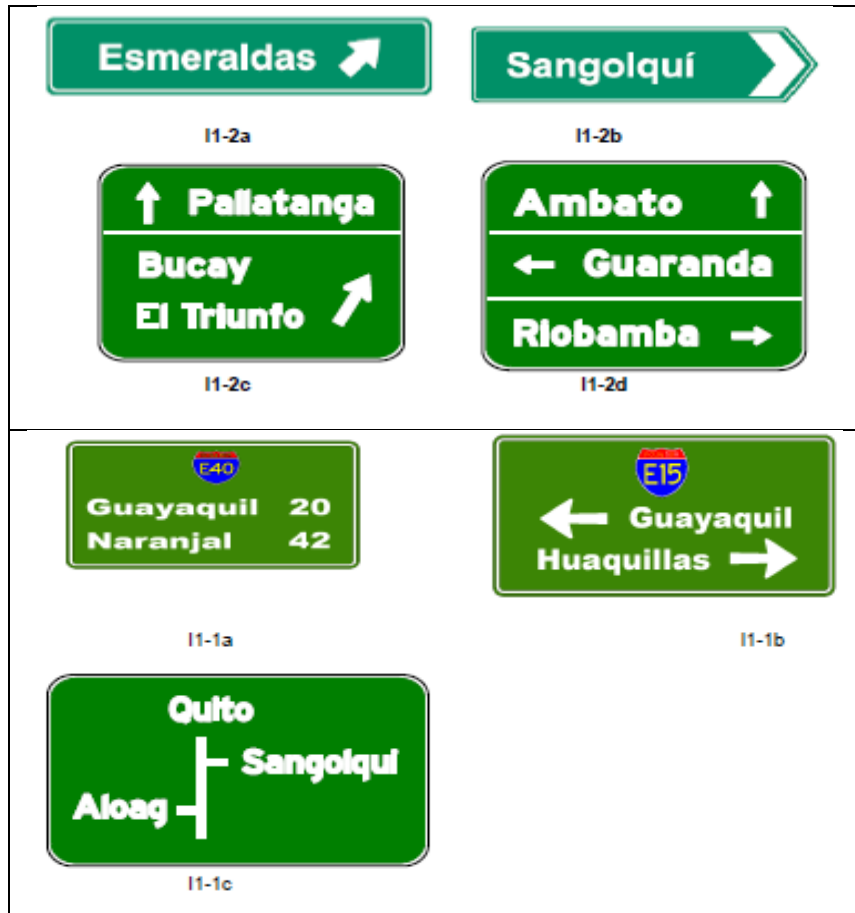 Esmeraldas
Sangolquí
I1-2a
I1-2b
Pallatanga
Bucay
El Triunfo
Ambato
Guaranda
Riobamba
I1-2c
I1-2d
E40
Guayaquil 20
Naranjal 42
E15
Guayaquil
Huaquillas
I1-1a
I1-1b
Quito
Sangolqui
Aloag
I1-1c